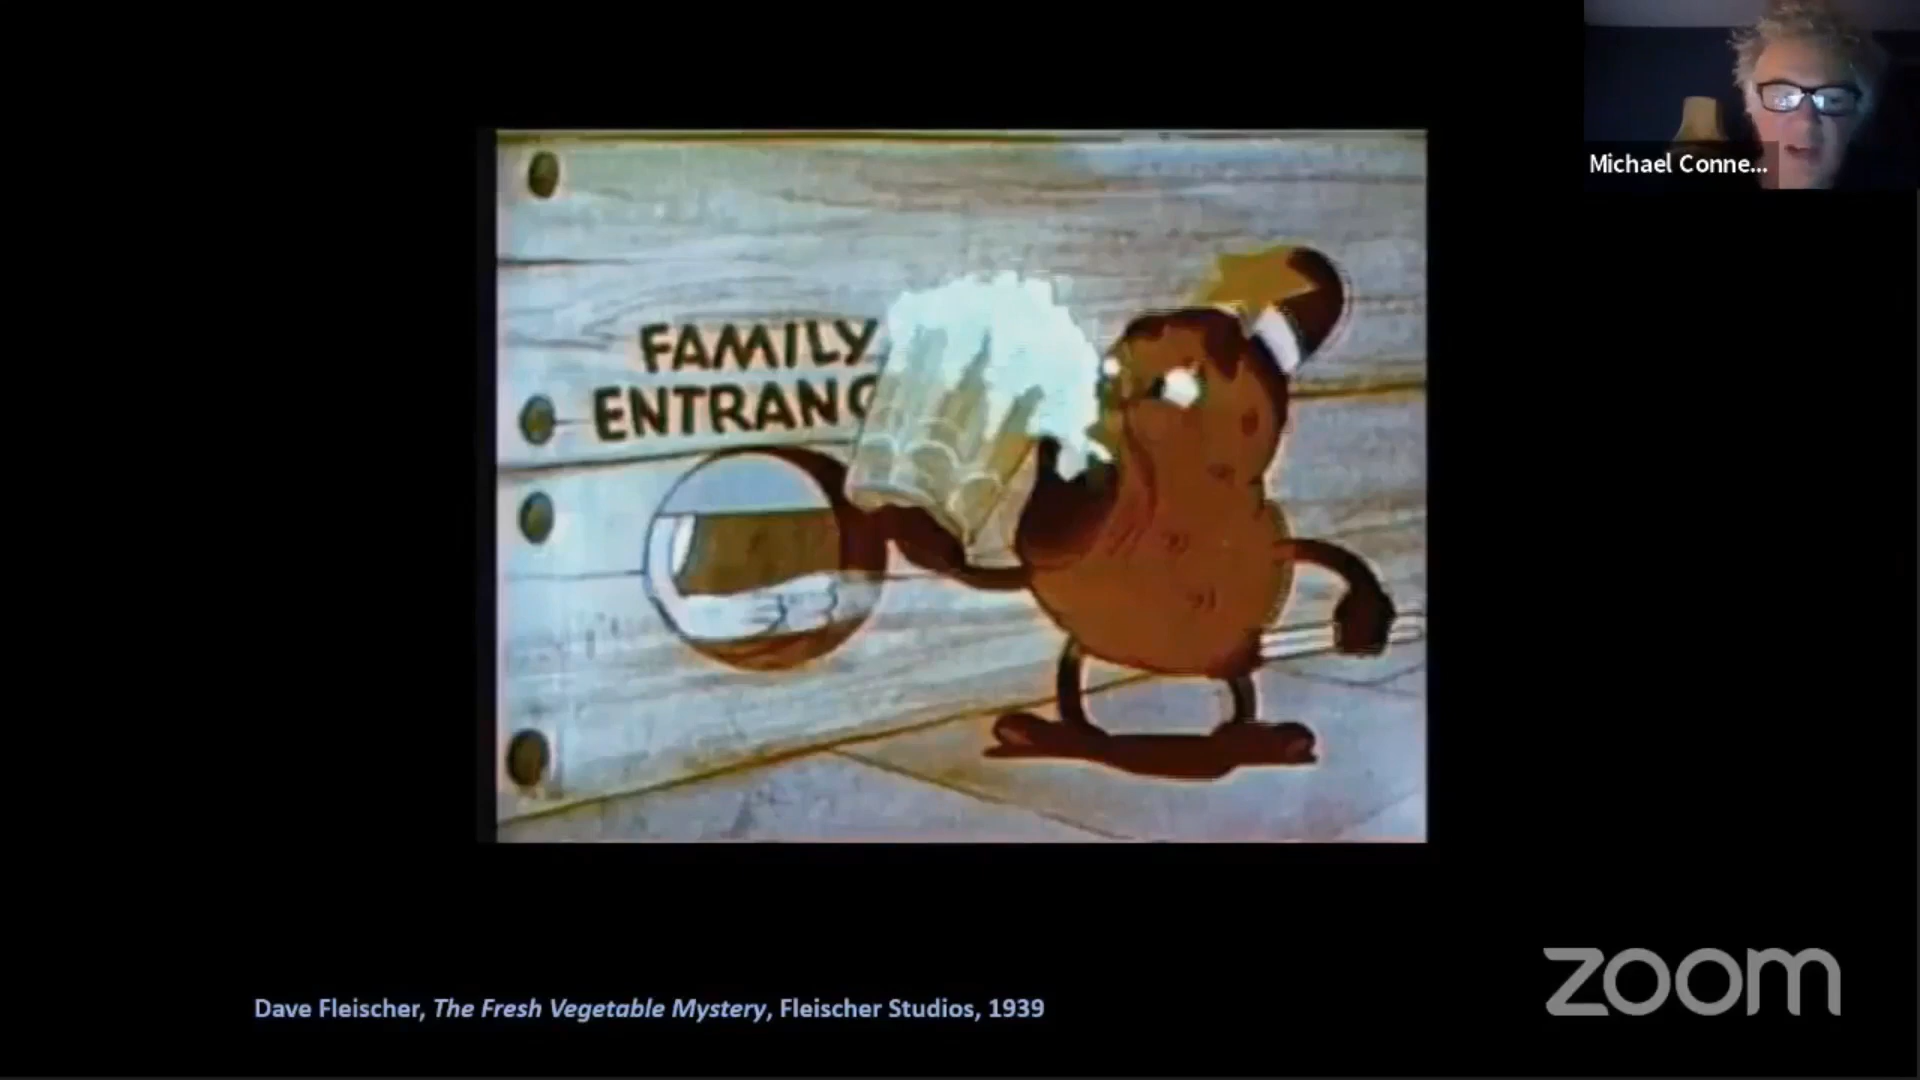 Michael Conne...
FAMILY
ENTRANC
Dave Fleischer, The Fresh Vegetable Mystery, Fleischer Studios, 1939
zoom